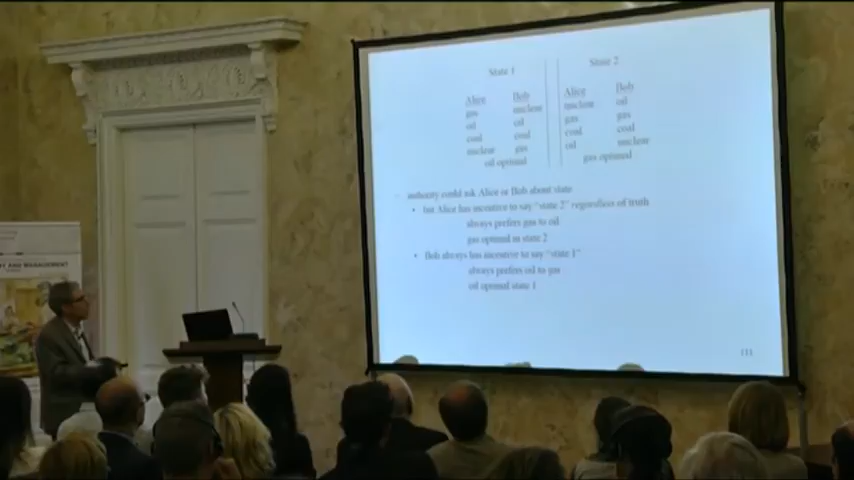 State 1
State 2
Alice Bob
Alice Bob
gas nuclear
nuclear oil
oil oil
gas gas
coal coal
coal coal
nuclear gas
oil nuclear
oil optimal
gas optimal
authority could ask Alice or Bob about state
• but Alice has incentive to say "state 2" regardless of truth
always prefers gas to oil
gas optimal in state 2
• Bob always has incentive to say "state 1"
always prefers oil to gas
oil optimal state 1
AND MANAGEMENT